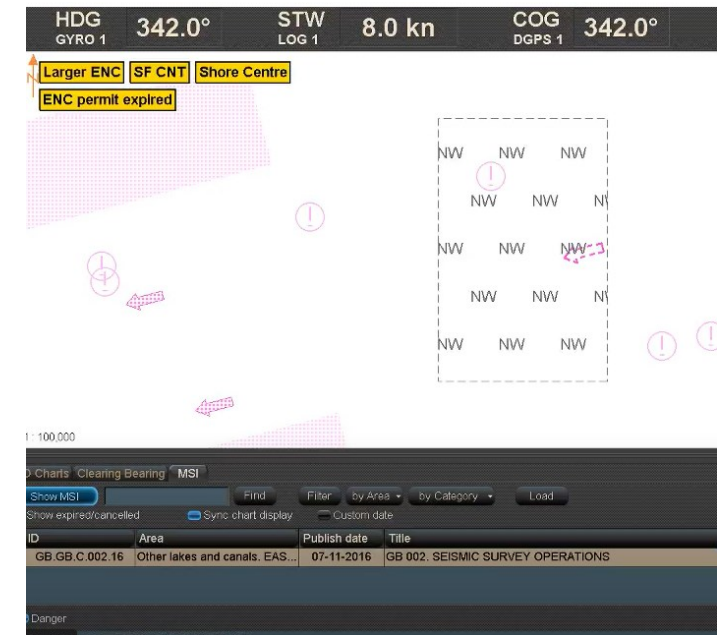 HDG GYRO 1 342.0° STW LOG 1 8.0 kn COG DGPS 1 342.0°
N
Larger ENC SF CNT Shore Centre
ENC permit expired
NW NW NW
NW NW
NW NW NW
NW NW
NW NW NW
: 100,000
Charts Clearing Bearing MSI
Show MSI Find Filter by Area by Category Load
Show expired/cancelled Sync chart display Custom date
ID Area Publish date Title
GB.GB.C.002.16 Other lakes and canals. EAS... 07-11-2016 GB 002. SEISMIC SURVEY OPERATIONS
Danger